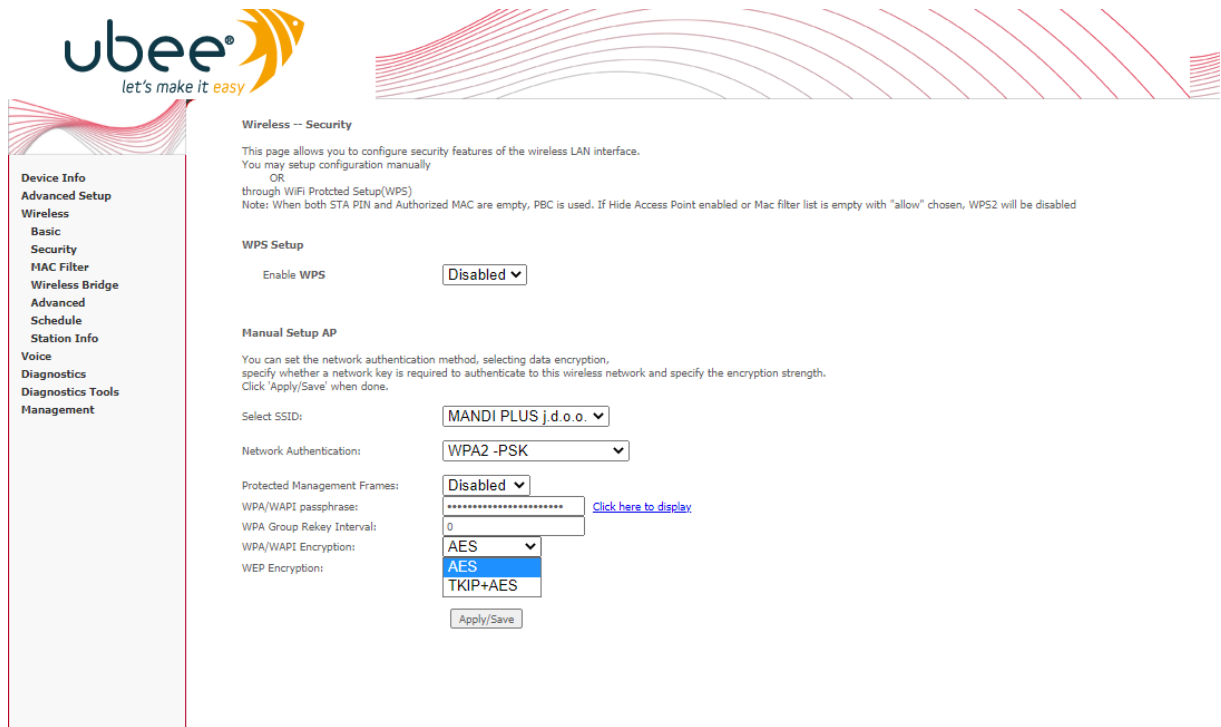 ubee®
let's make it easy
Device Info
Advanced Setup
Wireless
Basic
Security
MAC Filter
Wireless Bridge
Advanced
Schedule
Station Info
Voice
Diagnostics
Diagnostics Tools
Management
Wireless -- Security
This page allows you to configure security features of the wireless LAN interface.
You may setup configuration manually
OR
through WiFi Protcted Setup(WPS)
Note: When both STA PIN and Authorized MAC are empty, PBC is used. If Hide Access Point enabled or Mac filter list is empty with "allow" chosen, WPS2 will be disabled
WPS Setup
Enable WPS Disabled
Manual Setup AP
You can set the network authentication method, selecting data encryption,
specify whether a network key is required to authenticate to this wireless network and specify the encryption strength.
Click 'Apply/Save' when done.
Select SSID: MANDI PLUS j.d.o.o.
Network Authentication: WPA2 -PSK
Protected Management Frames: Disabled
WPA/WAPI passphrase: ••••••••••••••••••••••• Click here to display
WPA Group Rekey Interval: 0
WPA/WAPI Encryption: AES
WEP Encryption: AES
TKIP+AES
Apply/Save